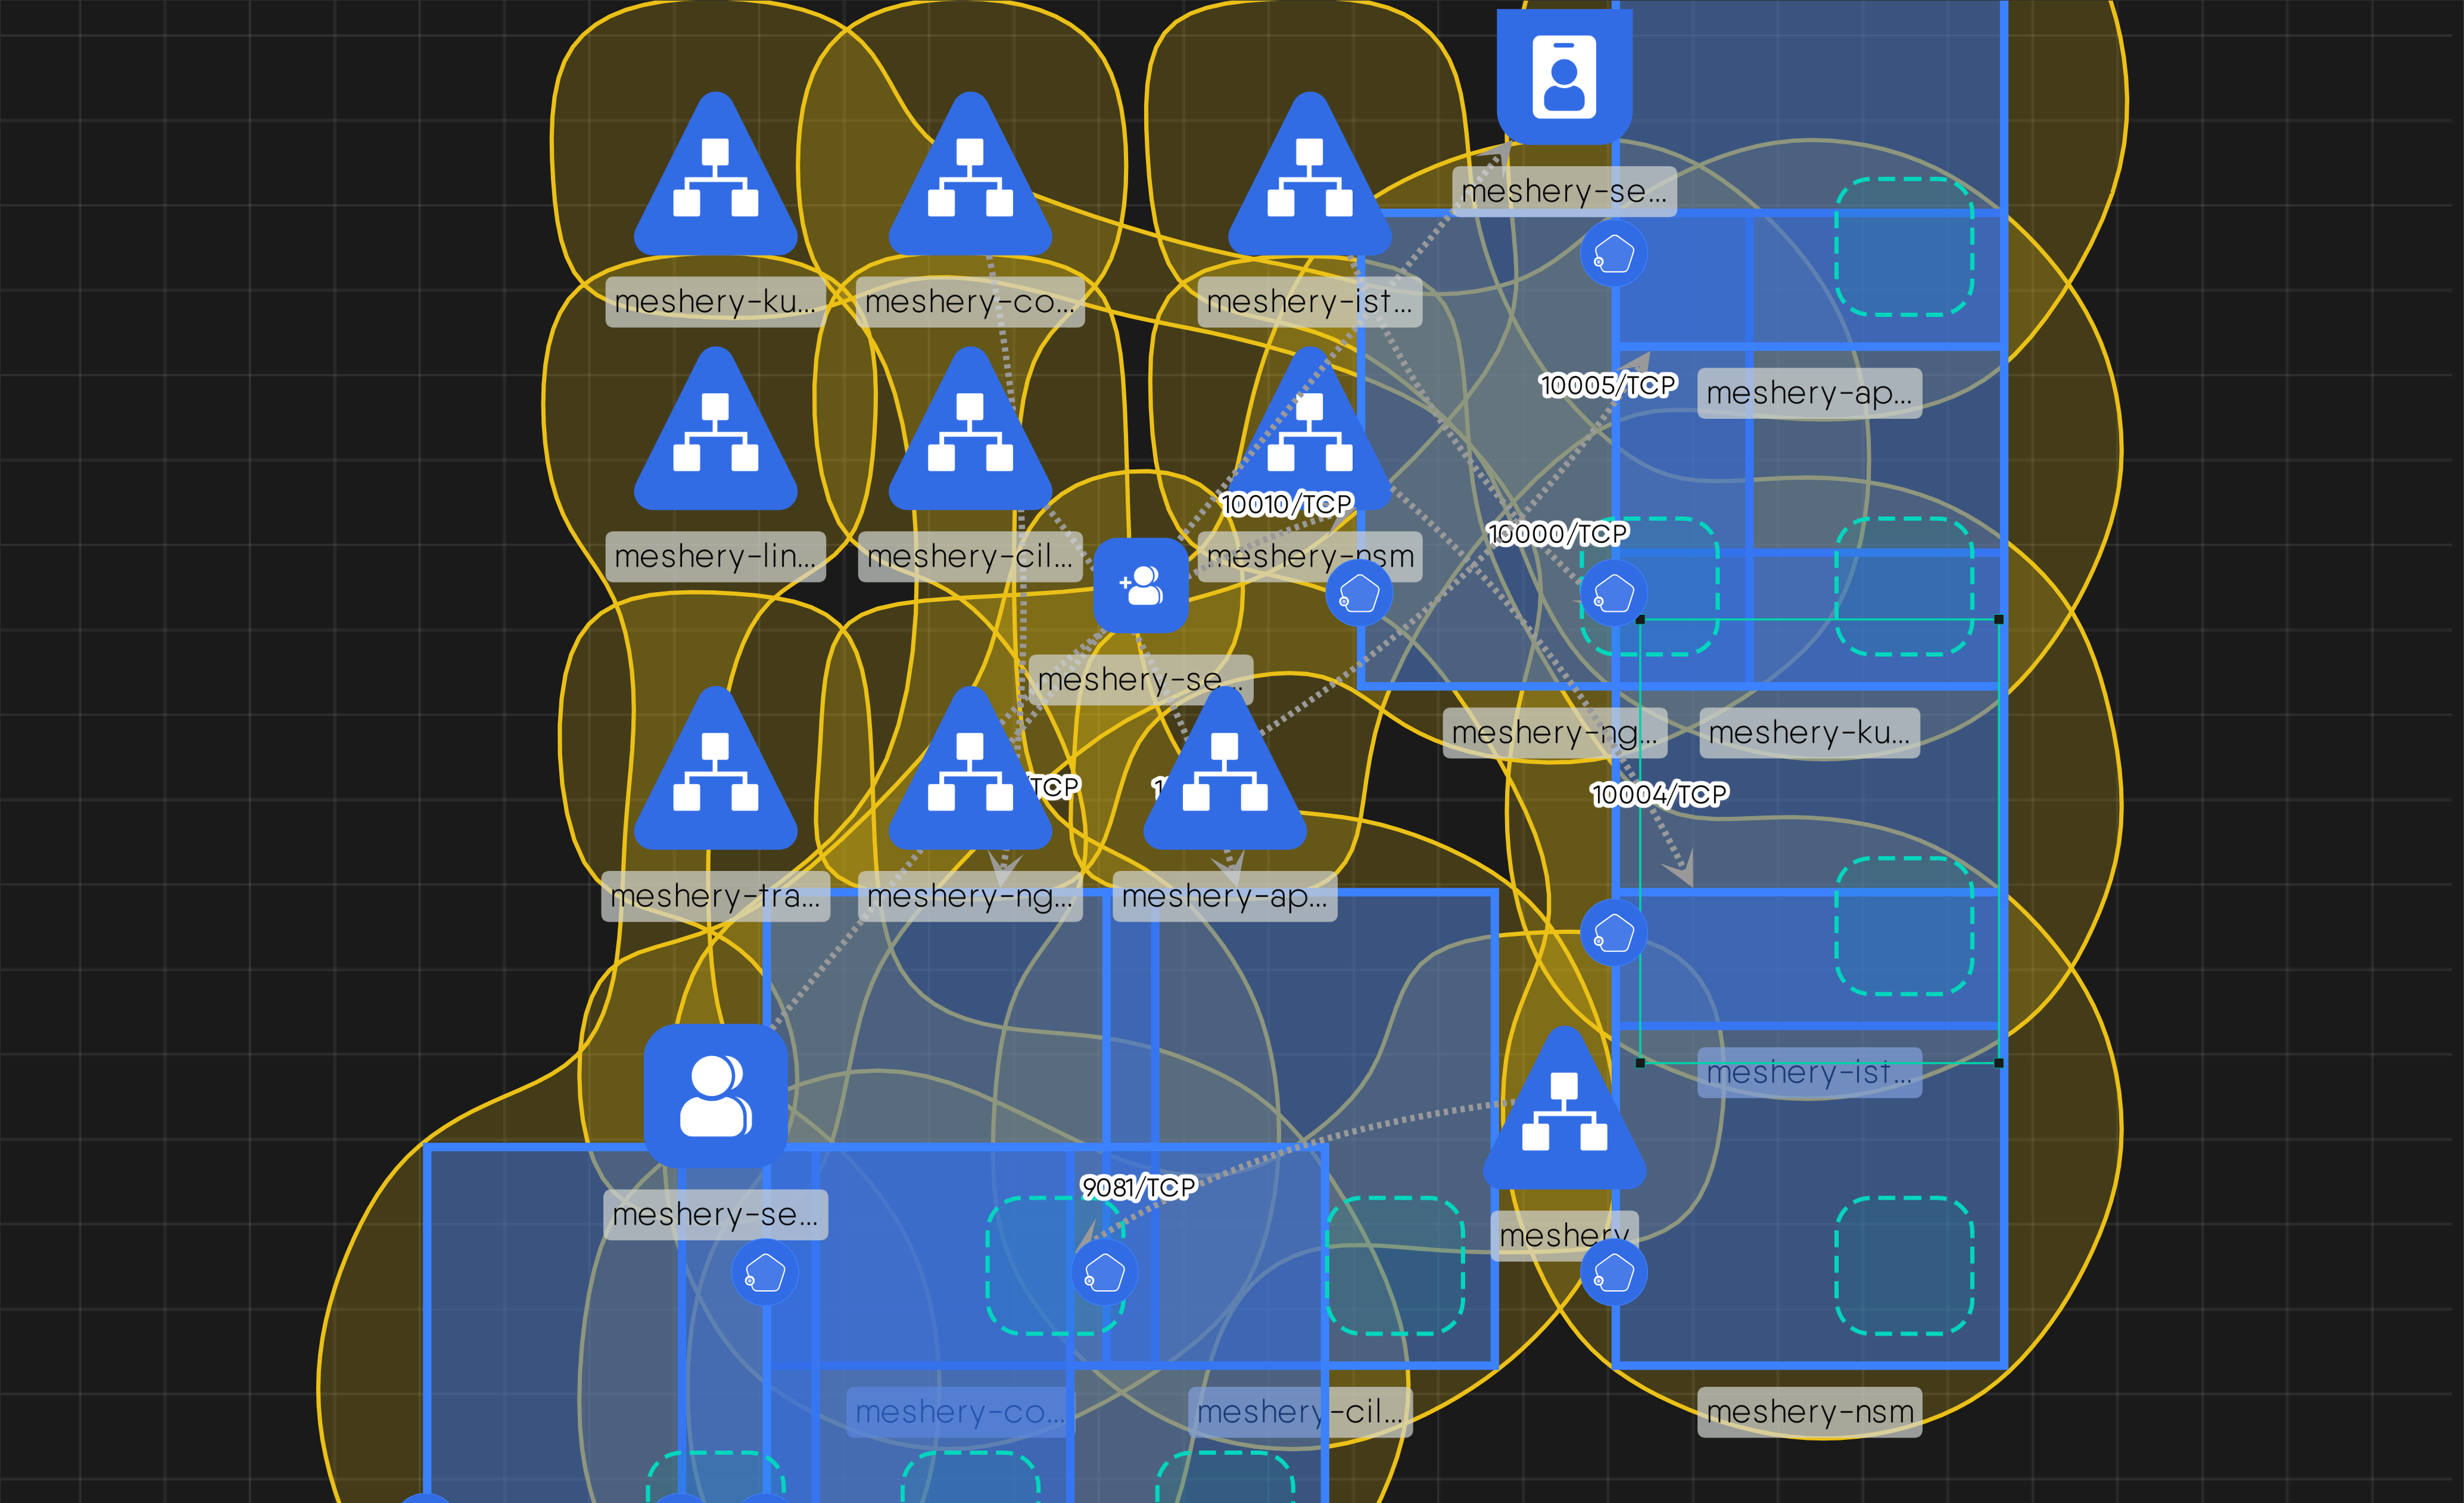 meshery-se...
meshery-ku...
meshery-co...
meshery-ist...
10005/TCP
meshery-ap...
10010/TCP
10000/TCP
meshery-lin...
meshery-cil...
meshery-nsm
meshery-se...
meshery-ng...
meshery-ku...
/TCP
1
10004/TCP
meshery-tra...
meshery-ng...
meshery-ap...
meshery-ist...
9081/TCP
meshery-se...
meshery
meshery-co...
meshery-cil...
meshery-nsm